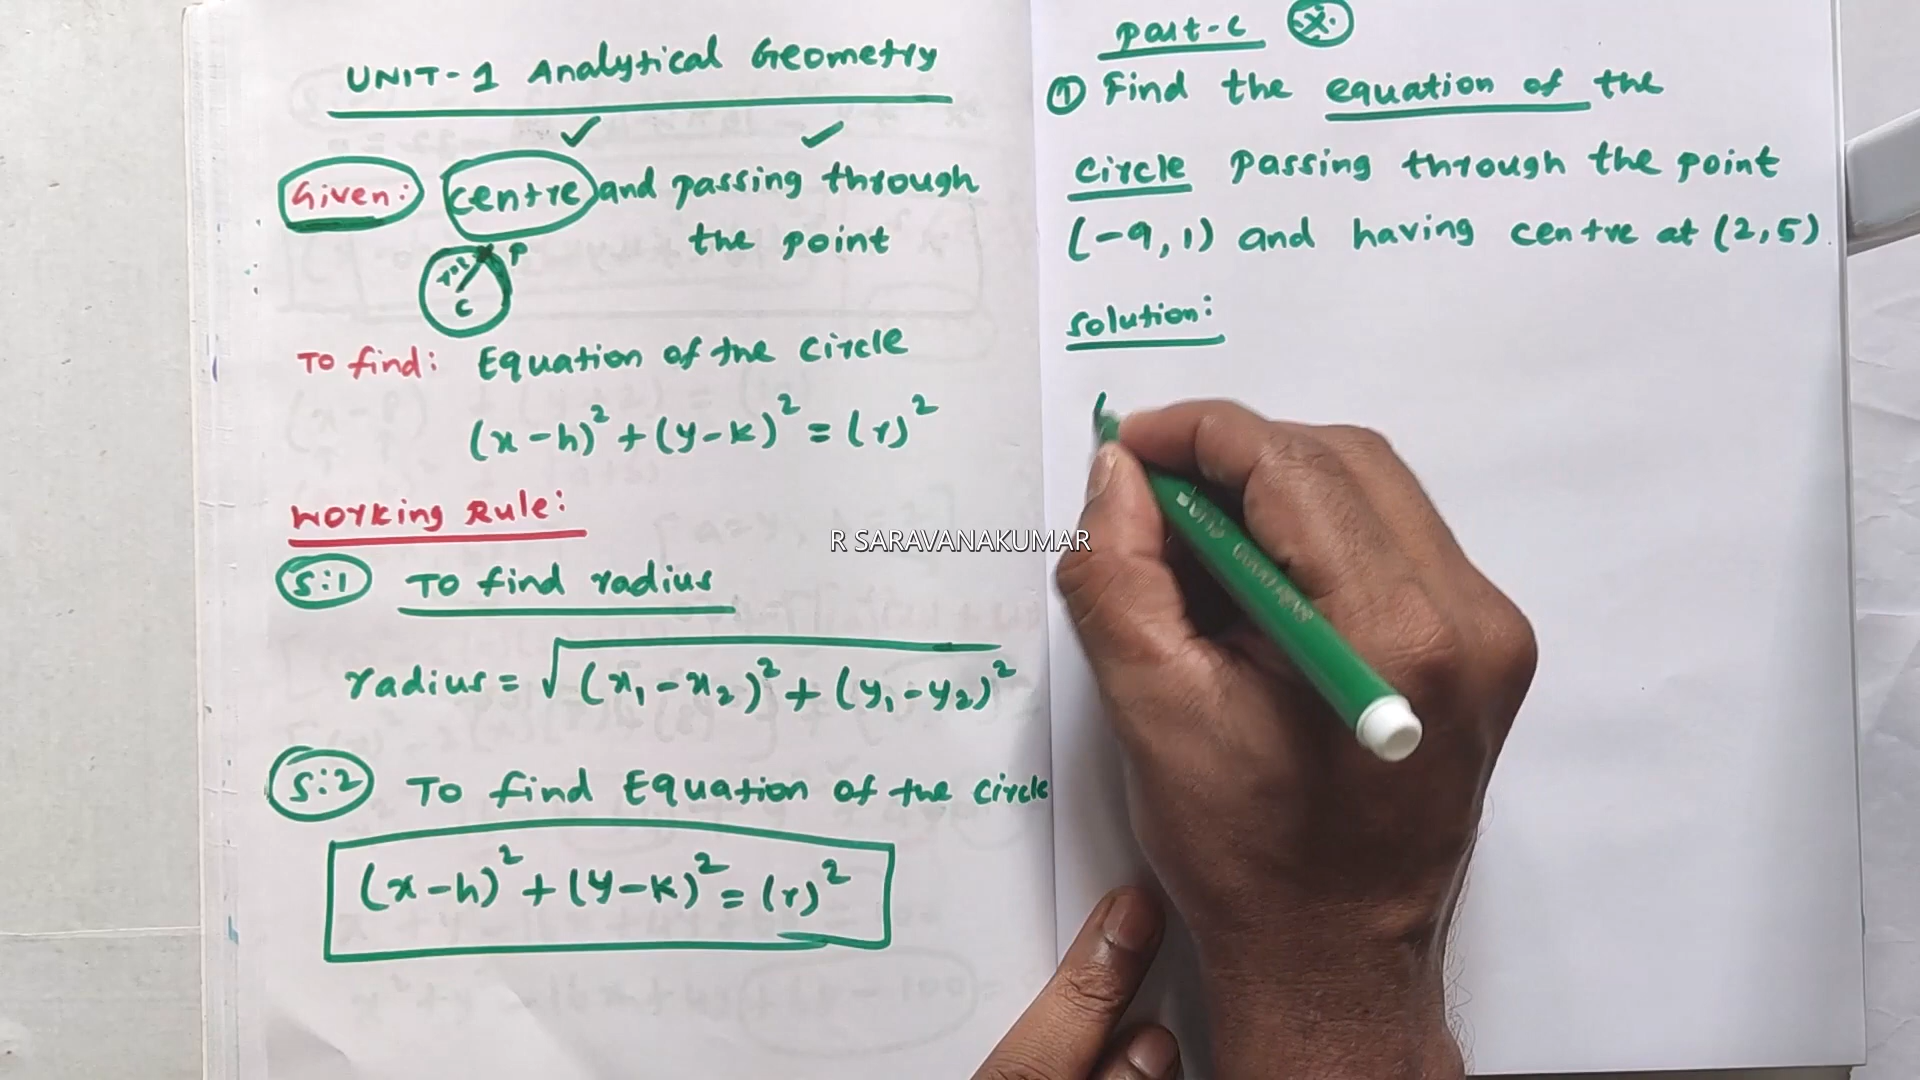 UNIT-1 Analytical Geometry
Given: centre and passing through
the point
P
rad
C
To find: Equation of the circle
(x-h)² + (y-k)² = (r)²
Working Rule:
S:1 To find radius
radius = √(x₁-x₂)² + (y₁-y₂)²
S:2 To find Equation of the circle
(x-h)² + (y-k)² = (r)²
Part-C
① Find the equation of the
circle passing through the point
(-9,1) and having centre at (2,5).
Solution:
(
R SARAVANAKUMAR